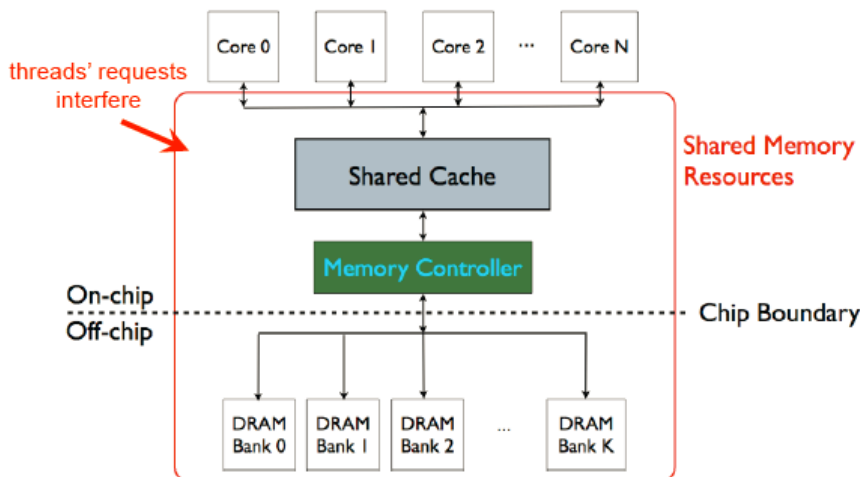 Core 0
Core 1
Core 2
...
Core N
threads' requests
interfere
Shared Memory
Resources
Shared Cache
Memory Controller
On-chip
Off-chip
Chip Boundary
DRAM
Bank 0
DRAM
Bank 1
DRAM
Bank 2
...
DRAM
Bank K